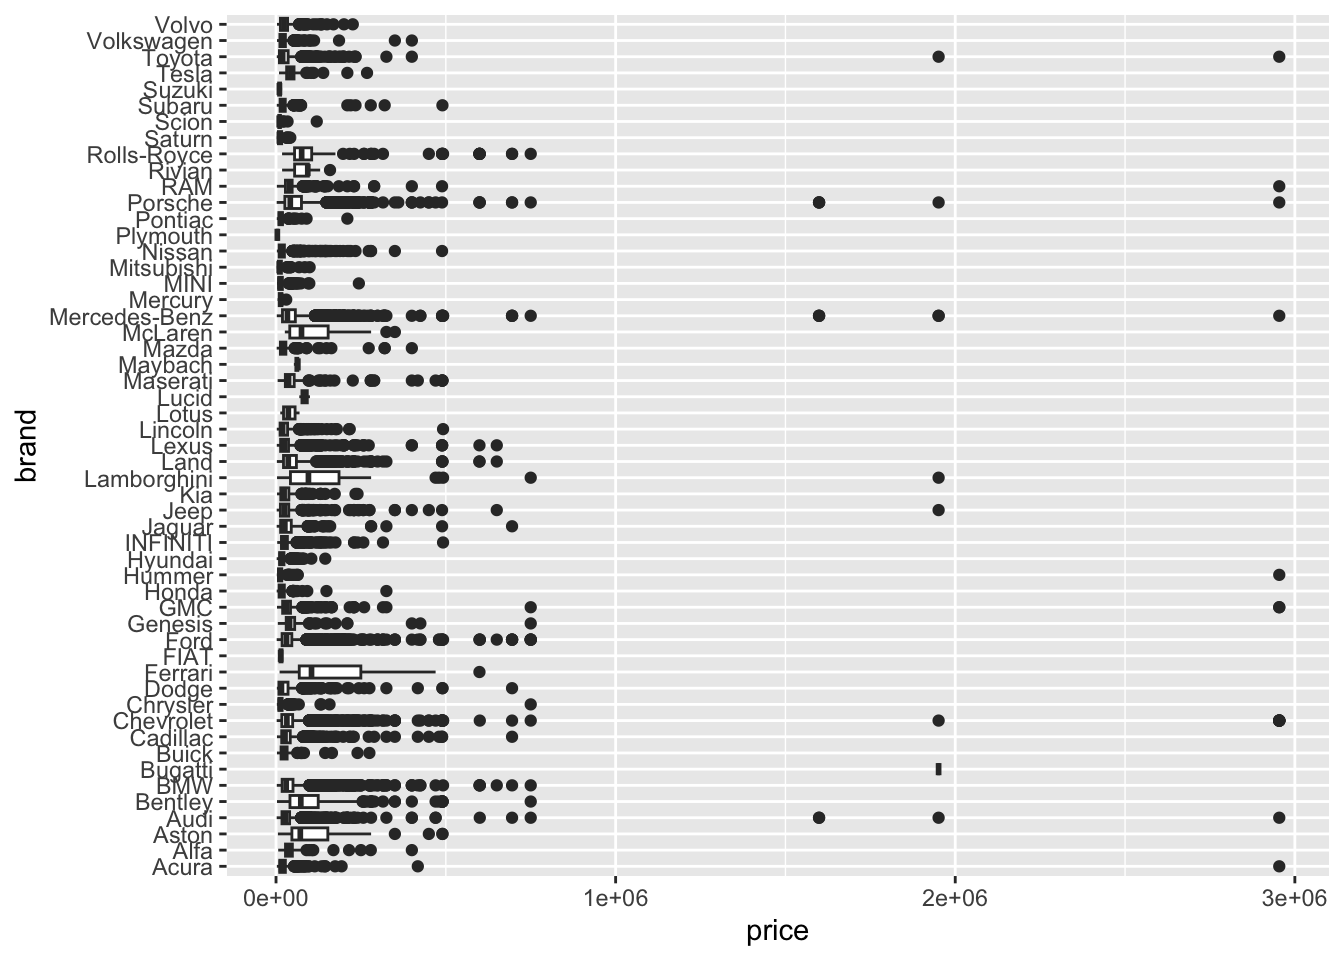 Volvo
Volkswagen
Toyota
Tesla
Suzuki
Subaru
Scion
Saturn
Rolls-Royce
Rivian
RAM
Porsche
Pontiac
Plymouth
Nissan
Mitsubishi
MINI
Mercury
Mercedes-Benz
McLaren
Mazda
Maybach
Maserati
Lucid
Lotus
Lincoln
Lexus
Land
Lamborghini
Kia
Jeep
Jaguar
INFINITI
Hyundai
Hummer
Honda
GMC
Genesis
Ford
FIAT
Ferrari
Dodge
Chrysler
Chevrolet
Cadillac
Buick
Bugatti
BMW
Bentley
Audi
Aston
Alfa
Acura
brand
0e+00 1e+06 2e+06 3e+06
price